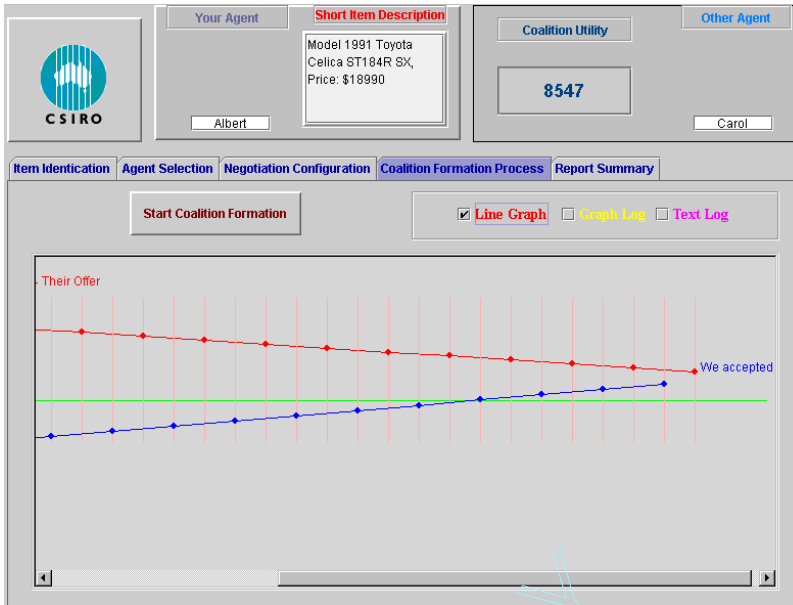 Your Agent
Short Item Description
Other Agent
Model 1991 Toyota
Celica ST184R SX,
Price: $18990
Coalition Utility
8547
CSIRO
Albert
Carol
Item Identication Agent Selection Negotiation Configuration Coalition Formation Process Report Summary
Start Coalition Formation
Line Graph Graph Log Text Log
Their Offer
We accepted